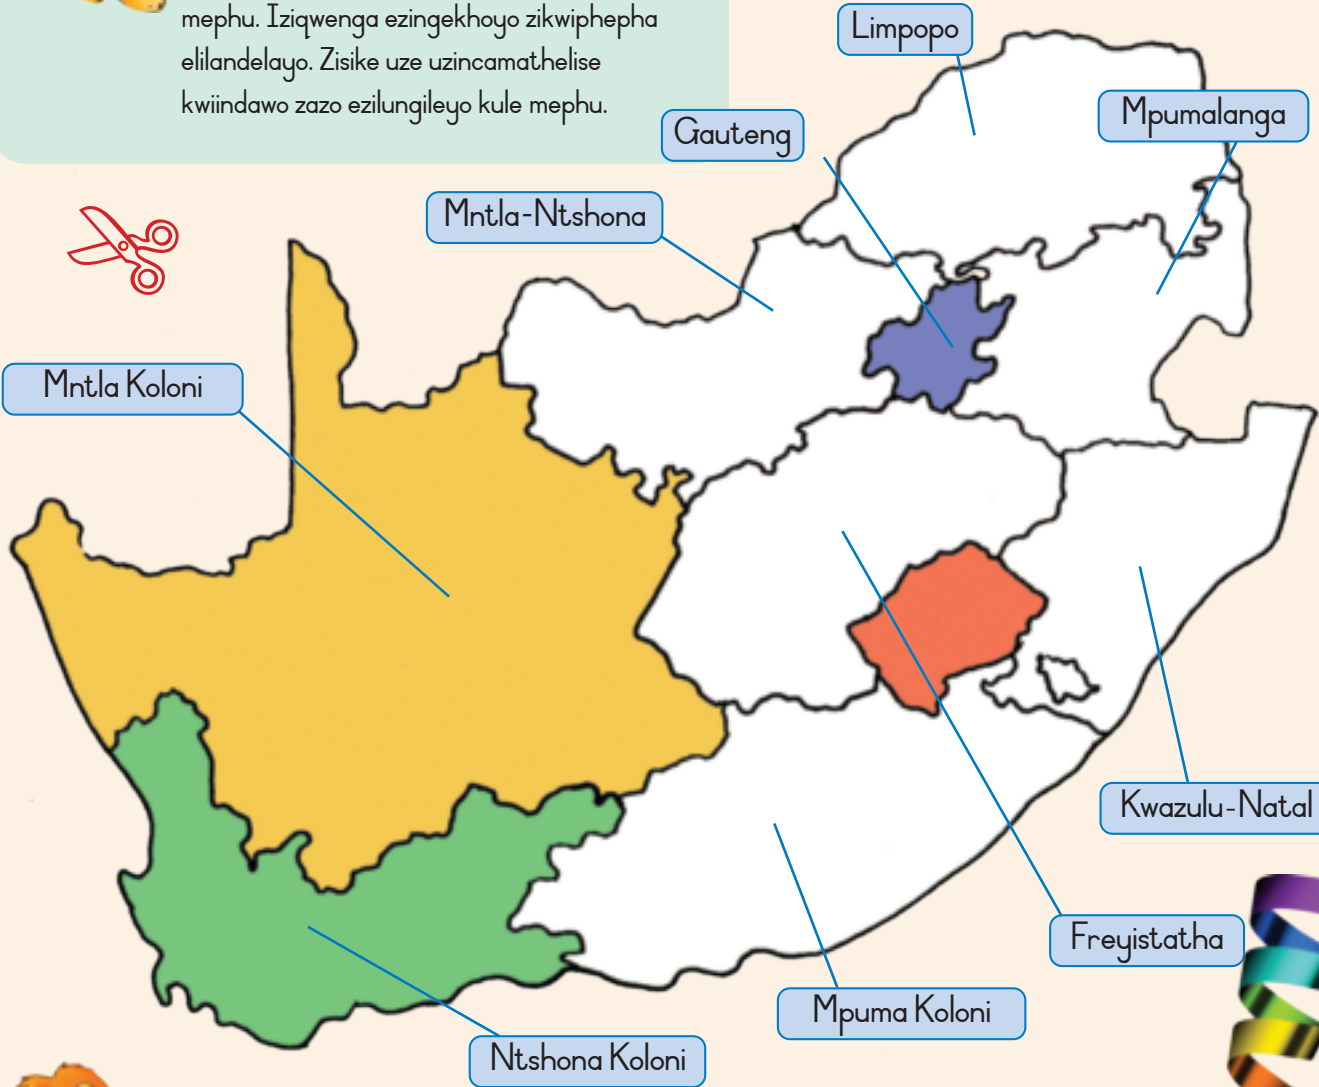 mephu. Iziqwenga ezingekhoyo zikwiphepha
elilandelayo. Zisike uze uzincamathelise
kwiindawo zazo ezilungileyo kule mephu.
Limpopo
Mpumalanga
Gauteng
Mntla-Ntshona
Mntla Koloni
Kwazulu-Natal
Freyistatha
Mpuma Koloni
Ntshona Koloni